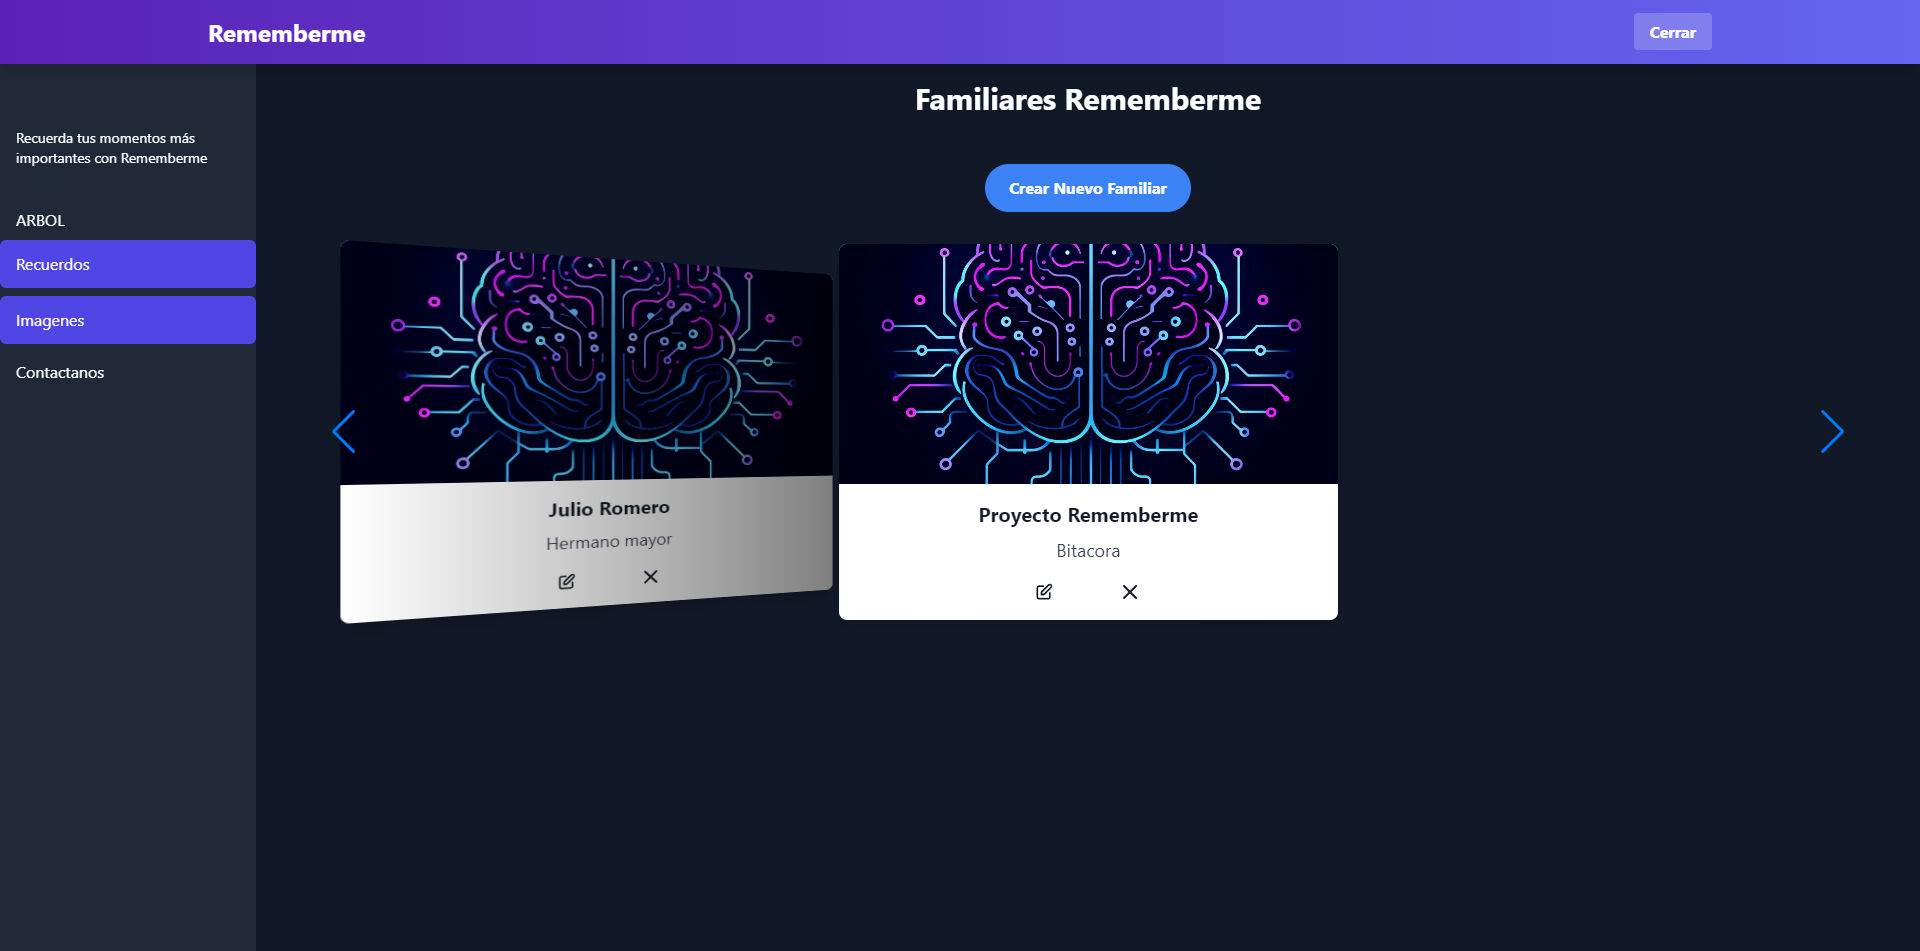 Rememberme
Cerrar
Recuerda tus momentos más
importantes con Rememberme
ARBOL
Recuerdos
Imagenes
Contactanos
Familiares Rememberme
Crear Nuevo Familiar
Julio Romero
Hermano mayor
Proyecto Rememberme
Bitacora